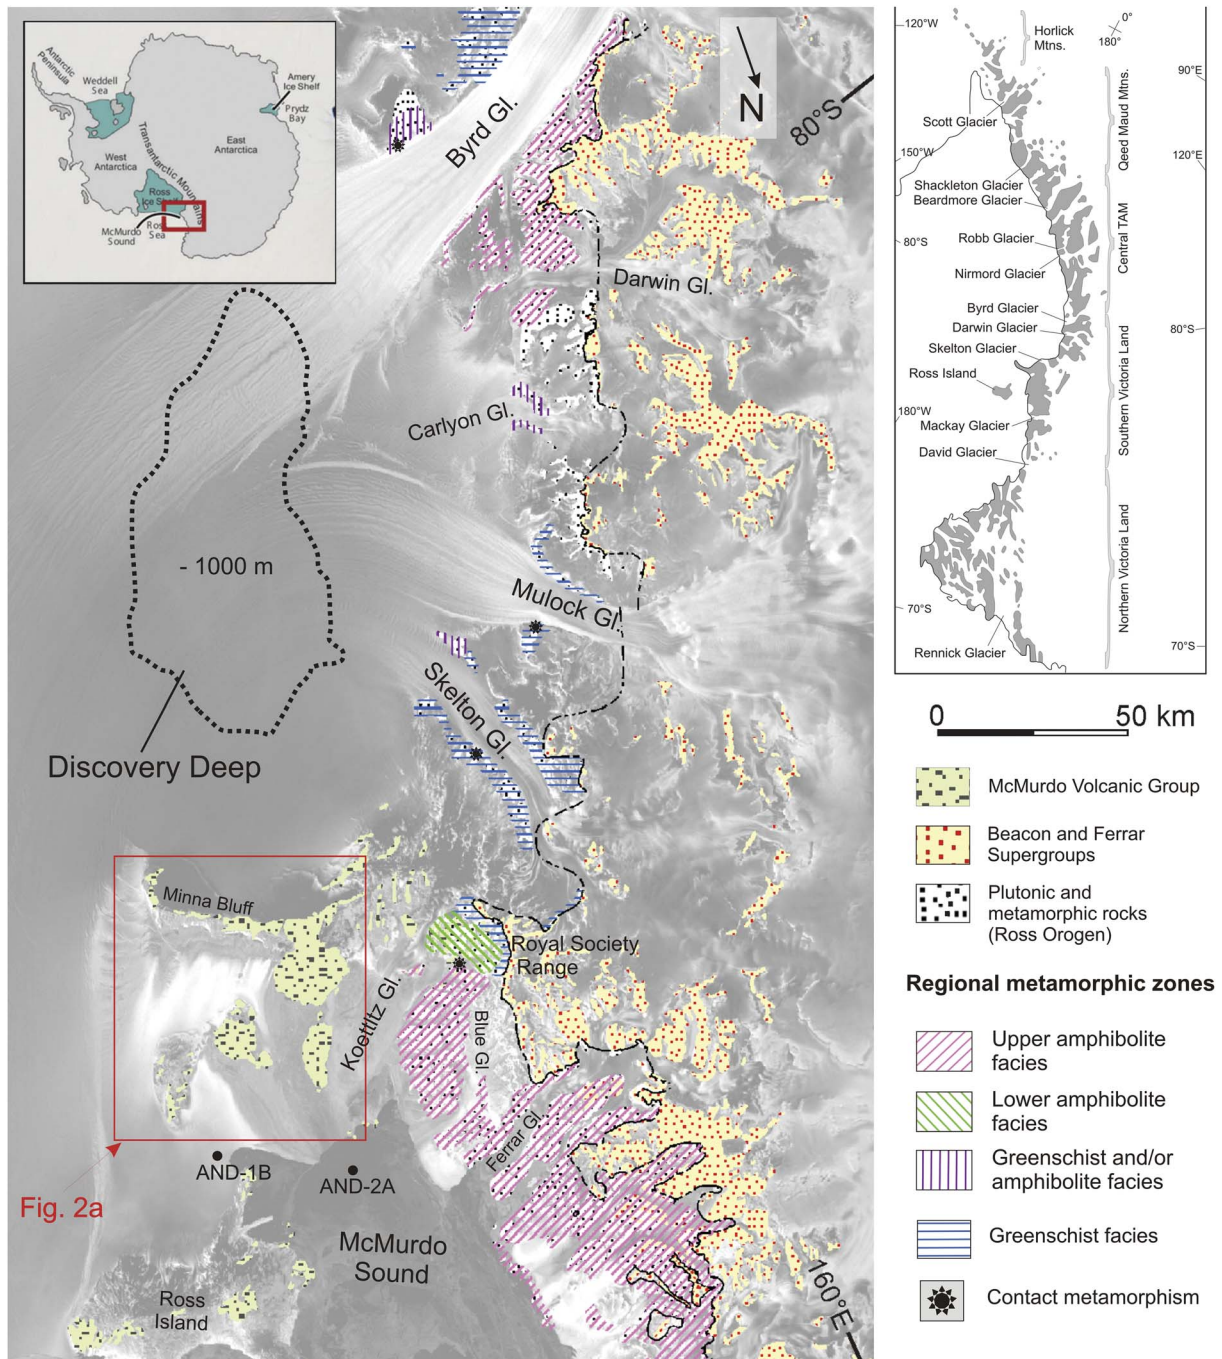 Antarctic
Peninsula
Weddell
Sea
Amery
Ice Shelf
Prydz
Bay
Transantarctic Mountains
East
Antarctica
West
Antarctica
Ross
Ice Shelf
McMurdo
Sound
Ross
Sea
N
80°S
Byrd Gl.
Darwin Gl.
Carlyon Gl.
- 1000 m
Mulock Gl.
Skelton Gl.
Discovery Deep
Minna Bluff
Royal Society
Range
Koettlitz Gl.
Blue Gl.
Ferrar Gl.
AND-1B
AND-2A
Fig. 2a
McMurdo
Sound
Ross
Island
160°E
120°W
Horlick
Mtns.
0°
180°
90°E
Scott Glacier
Qeed Maud Mtns.
150°W
120°E
Shackleton Glacier
Beardmore Glacier
Robb Glacier
Central TAM
80°S
Nirmord Glacier
Byrd Glacier
Darwin Glacier
80°S
Skelton Glacier
Ross Island
Southern Victoria Land
180°W
Mackay Glacier
David Glacier
Northern Victoria Land
70°S
Rennick Glacier
70°S
0 50 km
McMurdo Volcanic Group
Beacon and Ferrar
Supergroups
Plutonic and
metamorphic rocks
(Ross Orogen)
Regional metamorphic zones
Upper amphibolite
facies
Lower amphibolite
facies
Greenschist and/or
amphibolite facies
Greenschist facies
Contact metamorphism